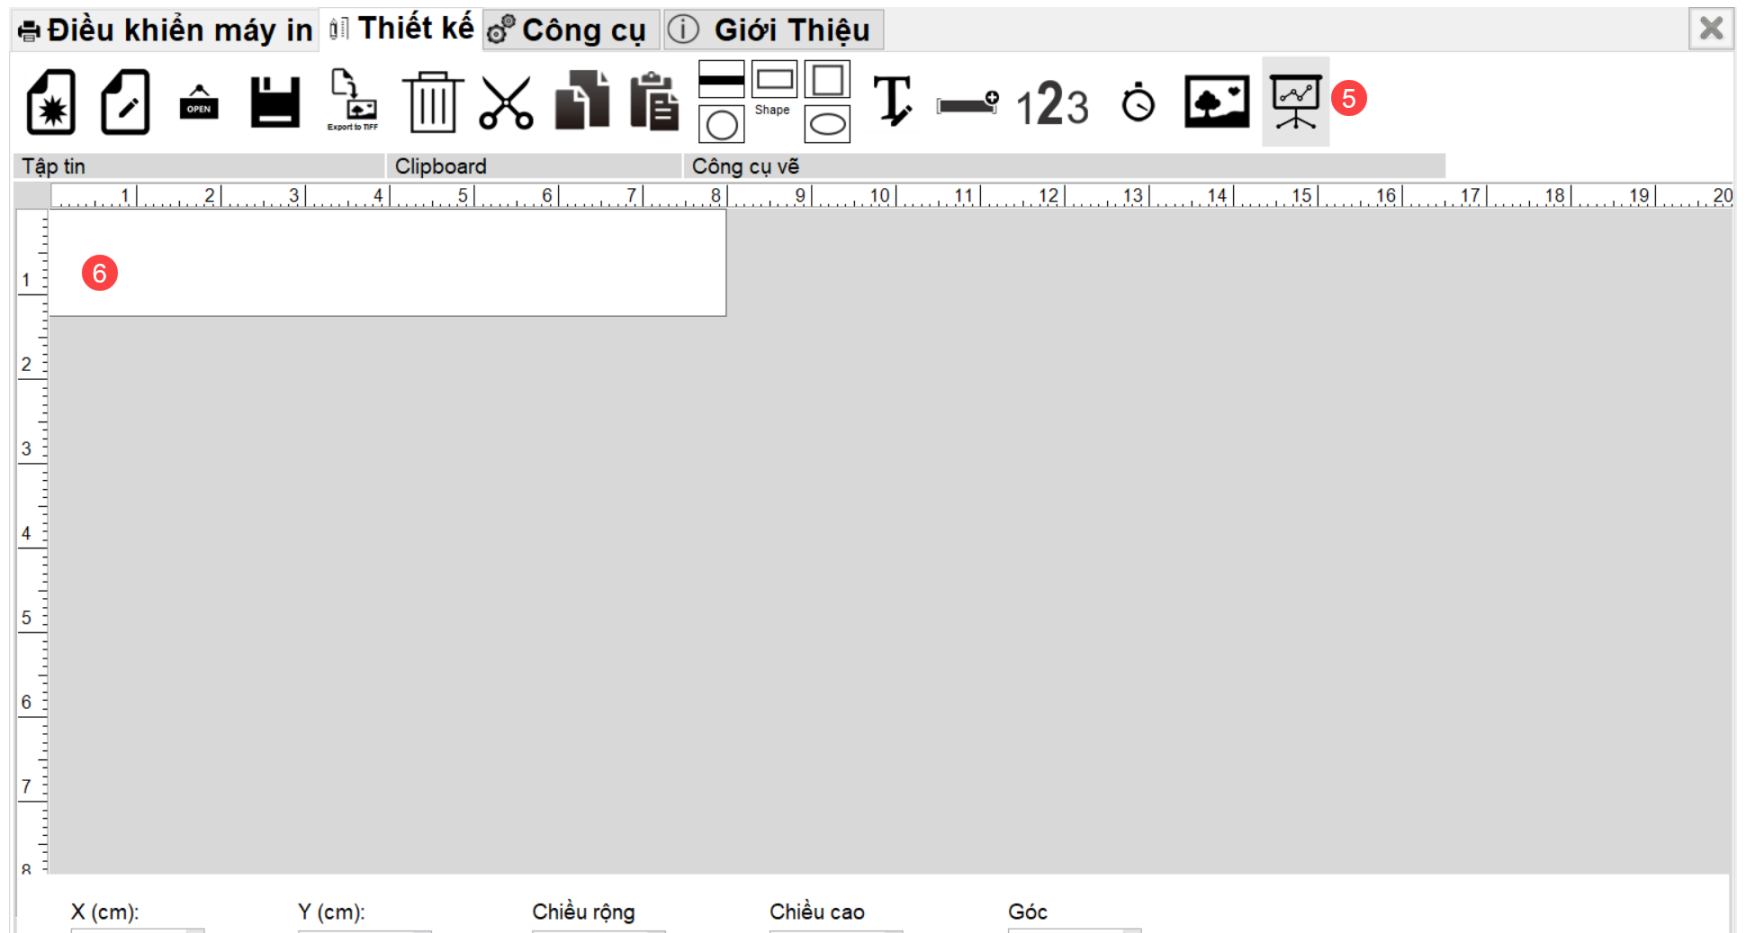 Điều khiển máy in Thiết kế Công cụ Giới Thiệu
OPEN Export to TIFF Shape 123 5
Tập tin Clipboard Công cụ vẽ
1 2 3 4 5 6 7 8 9 10 11 12 13 14 15 16 17 18 19 20
6
1
2
3
4
5
6
7
8
X (cm): Y (cm): Chiều rộng Chiều cao Góc